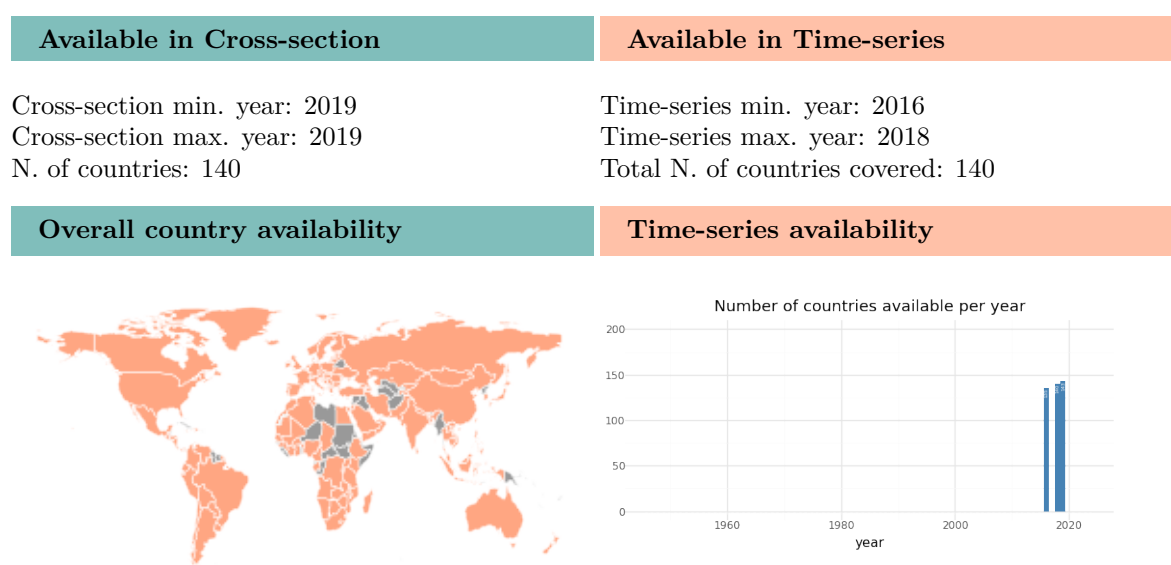 Available in Cross-section
Available in Time-series
Cross-section min. year: 2019
Cross-section max. year: 2019
N. of countries: 140
Time-series min. year: 2016
Time-series max. year: 2018
Total N. of countries covered: 140
Overall country availability
Time-series availability
Number of countries available per year
200
150
100
50
0
1960
1980
2000
2020
year